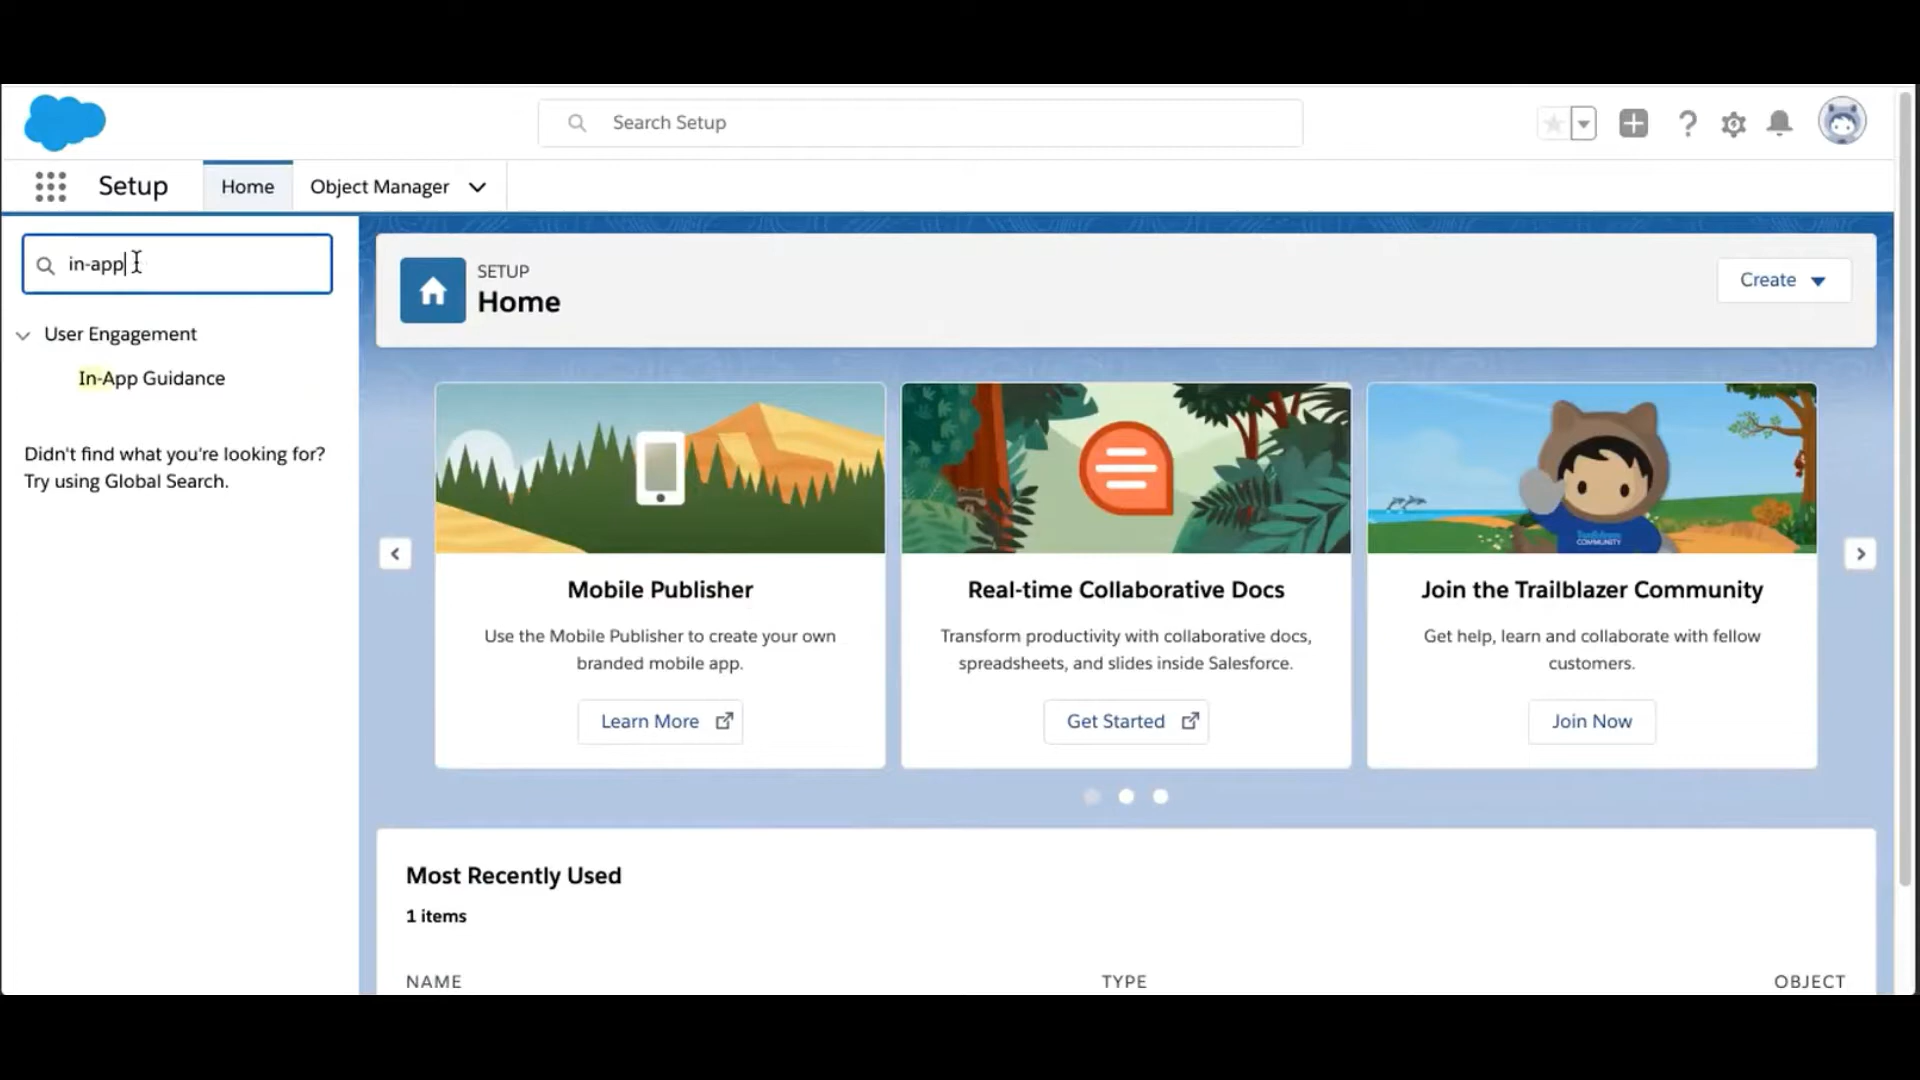 Search Setup
Setup
Home
Object Manager
in-app
User Engagement
In-App Guidance
Didn't find what you're looking for?
Try using Global Search.
SETUP
Home
Create
TRAILBLAZER
COMMUNITY
Mobile Publisher
Use the Mobile Publisher to create your own
branded mobile app.
Learn More
Real-time Collaborative Docs
Transform productivity with collaborative docs,
spreadsheets, and slides inside Salesforce.
Get Started
Join the Trailblazer Community
Get help, learn and collaborate with fellow
customers.
Join Now
Most Recently Used
1 items
NAME
TYPE
OBJECT